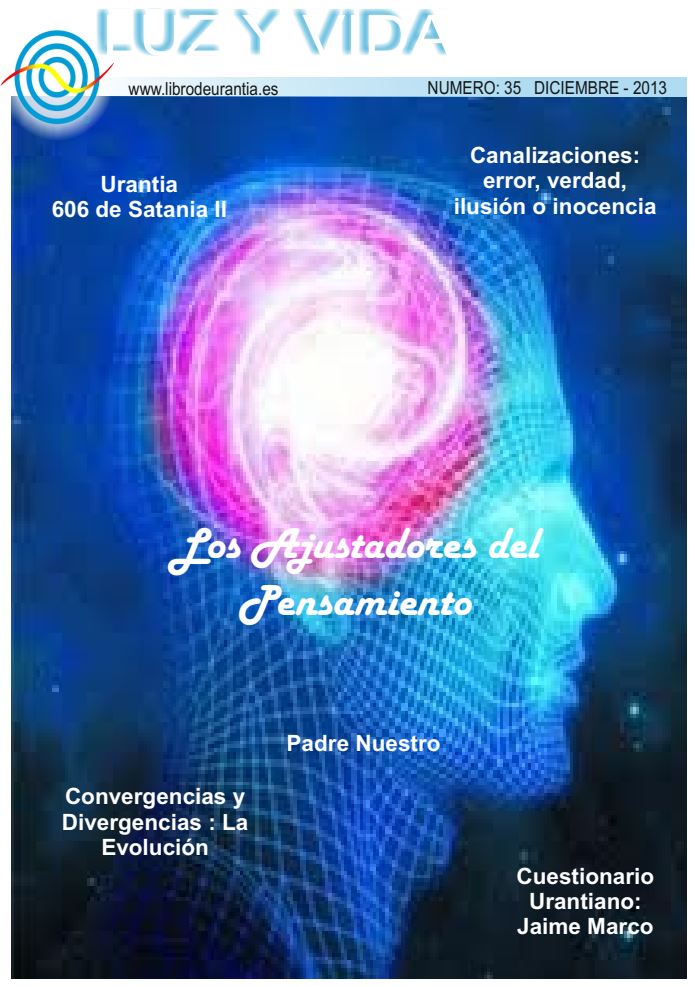 LUZ Y VIDA
www.librodeurantia.es
NUMERO: 35 DICIEMBRE - 2013
Urantia
606 de Satania II
Canalizaciones:
error, verdad,
ilusión o inocencia
Los Ajustadores del
Pensamiento
Padre Nuestro
Convergencias y
Divergencias : La
Evolución
Cuestionario
Urantiano:
Jaime Marco